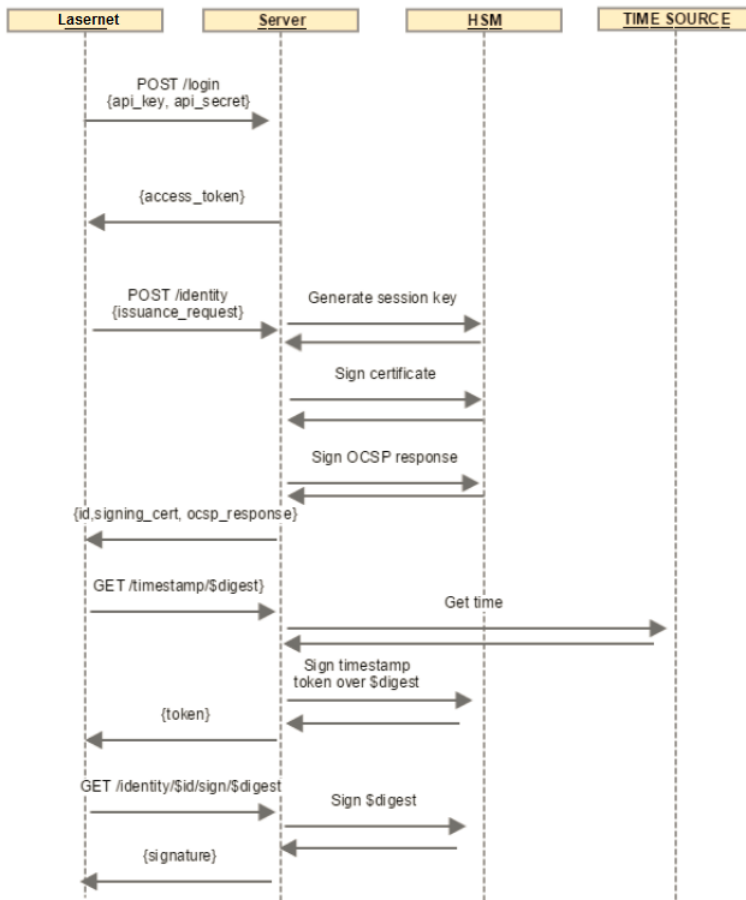 Lasernet
Server
HSM
TIME SOURCE
POST /login
{api_key, api_secret}
{access_token}
POST /identity
{issuance_request}
Generate session key
Sign certificate
Sign OCSP response
{id,signing_cert, ocsp_response}
GET /timestamp/$digest}
Get time
Sign timestamp
token over $digest
{token}
GET /identity/$id/sign/$digest
Sign $digest
{signature}